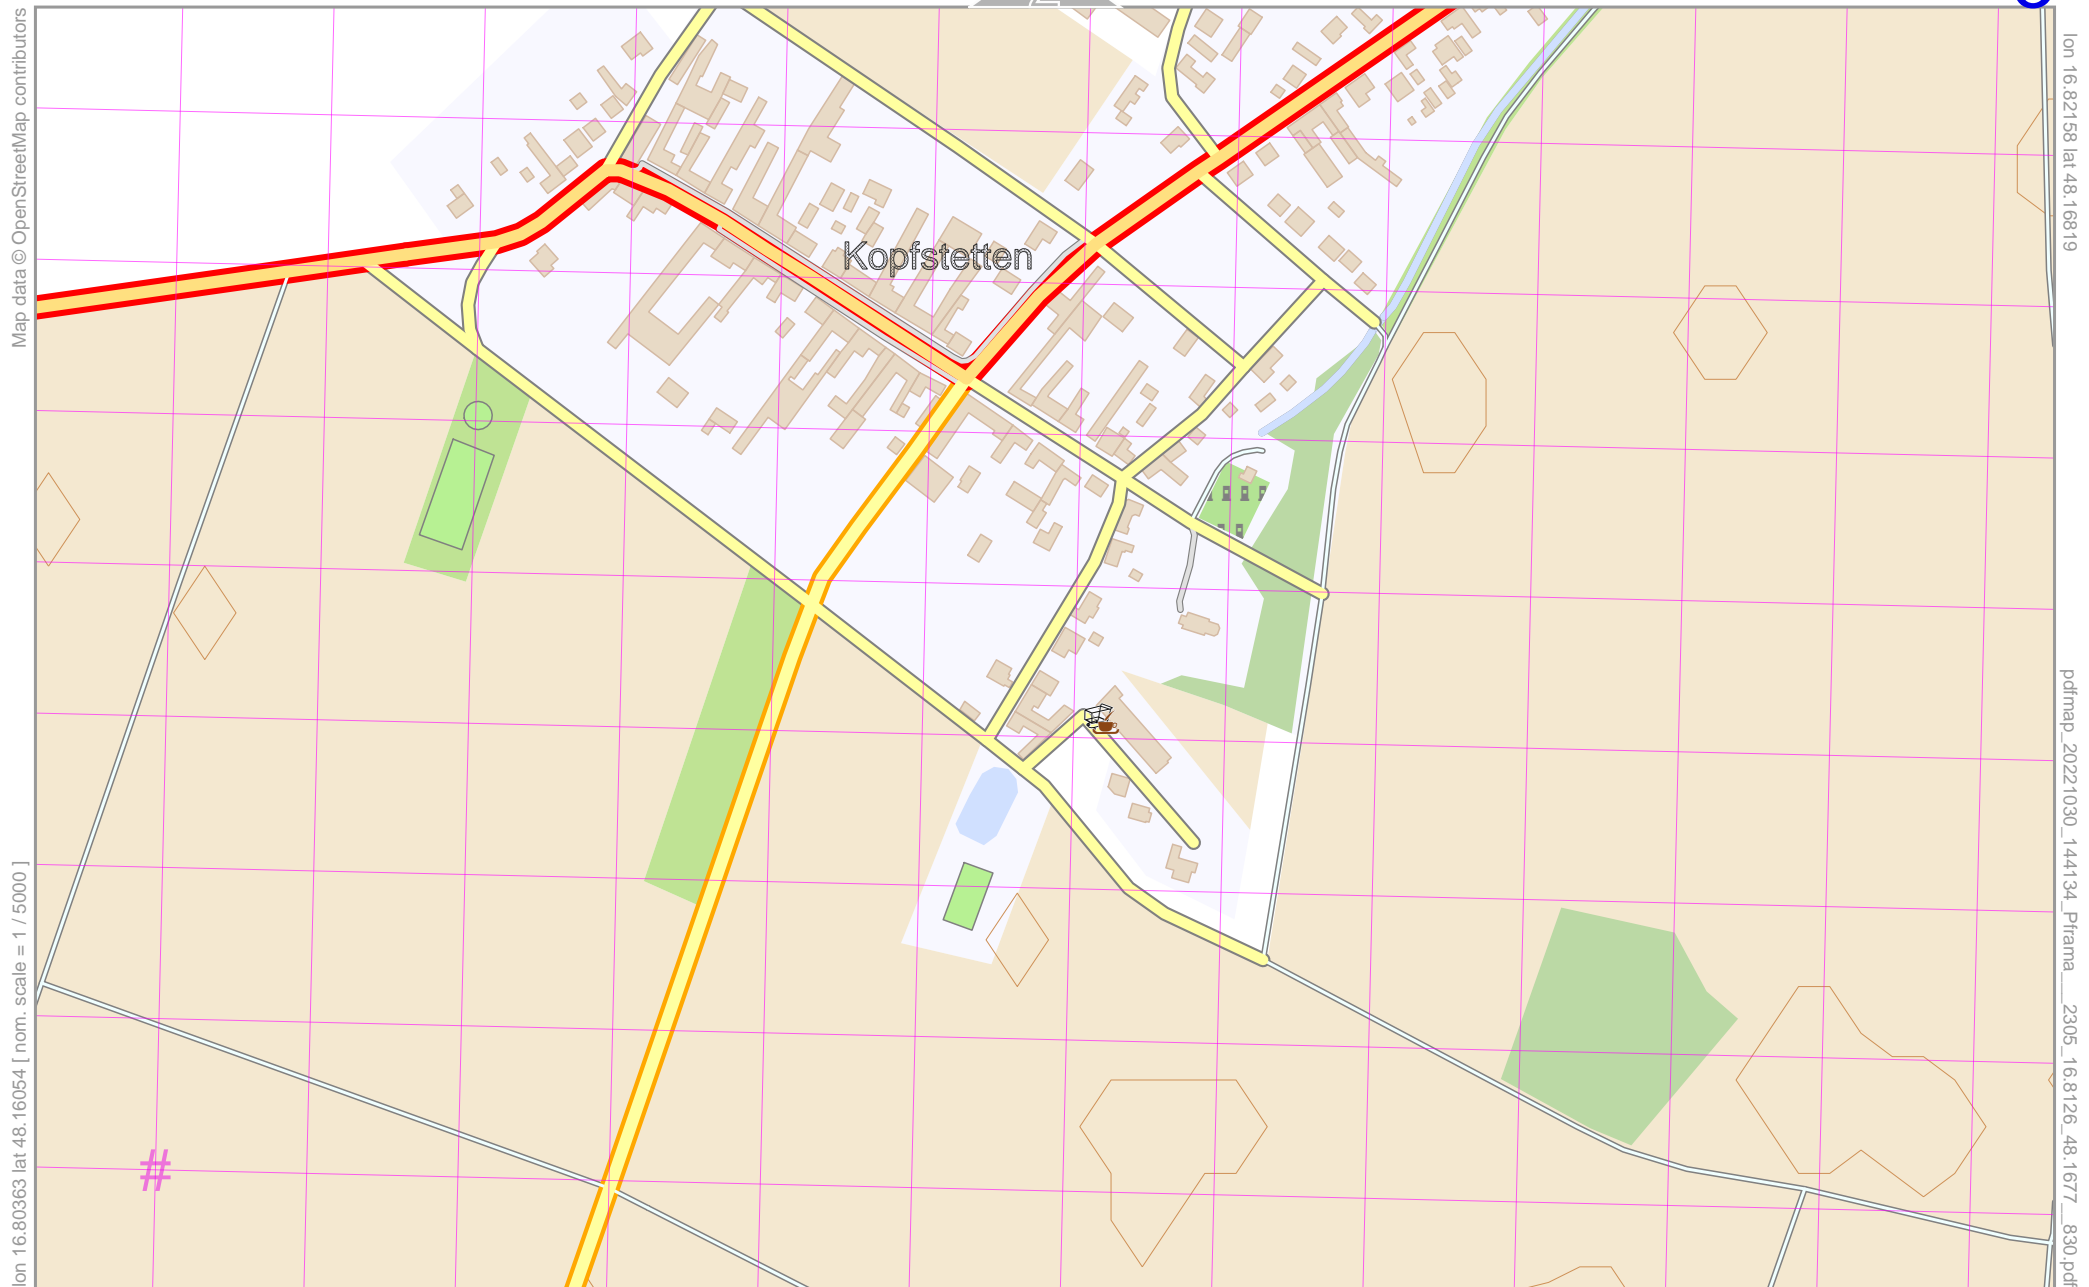 Map data © OpenStreetMap contributors
lon 16.80363 lat 48.16054 [ nom. scale = 1 / 5000 ]
Kopfstetten
#
lon 16.82158 lat 48.16819
pdfmap_20221030_144134_Pframa___2305_16.8126_48.1677__830.pdf